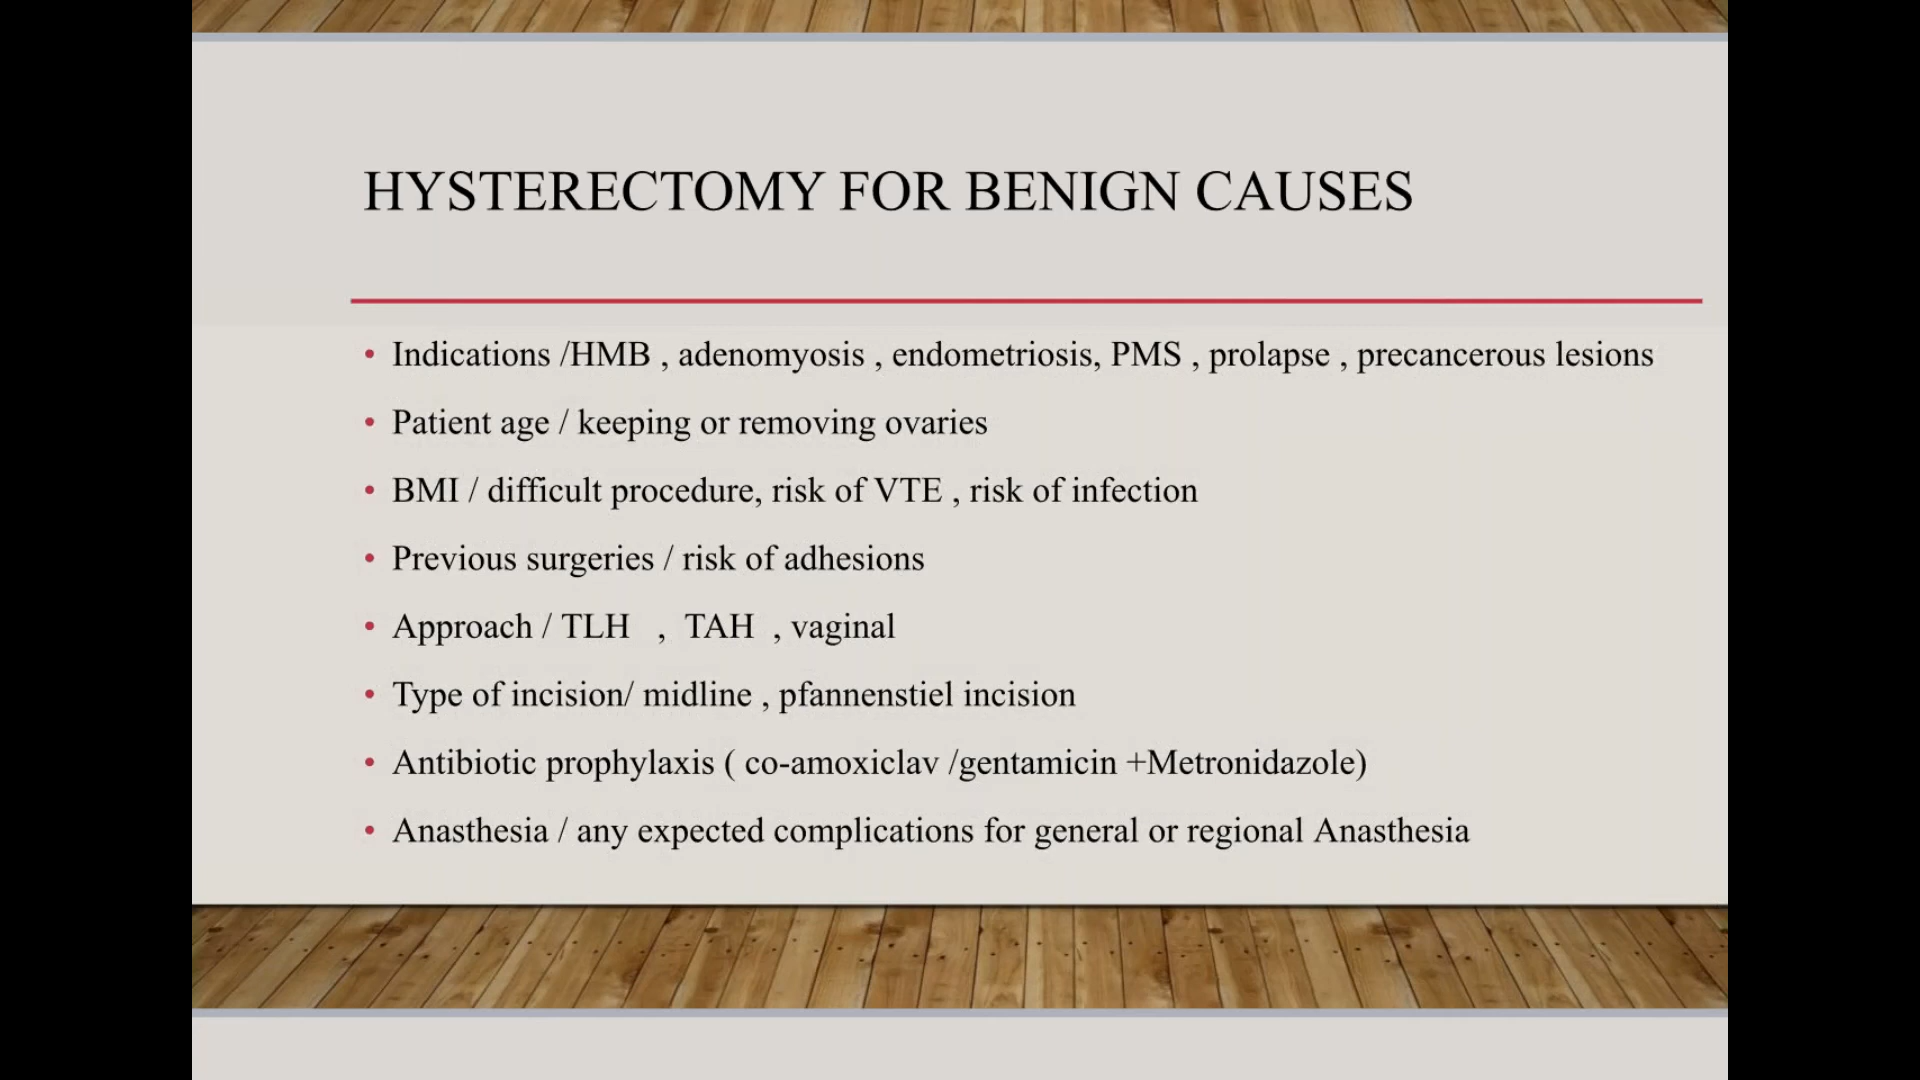 HYSTERECTOMY FOR BENIGN CAUSES
• Indications /HMB , adenomyosis , endometriosis, PMS , prolapse , precancerous lesions
• Patient age / keeping or removing ovaries
• BMI / difficult procedure, risk of VTE , risk of infection
• Previous surgeries / risk of adhesions
• Approach / TLH , TAH , vaginal
• Type of incision/ midline , pfannenstiel incision
• Antibiotic prophylaxis ( co-amoxiclav /gentamicin +Metronidazole)
• Anasthesia / any expected complications for general or regional Anasthesia